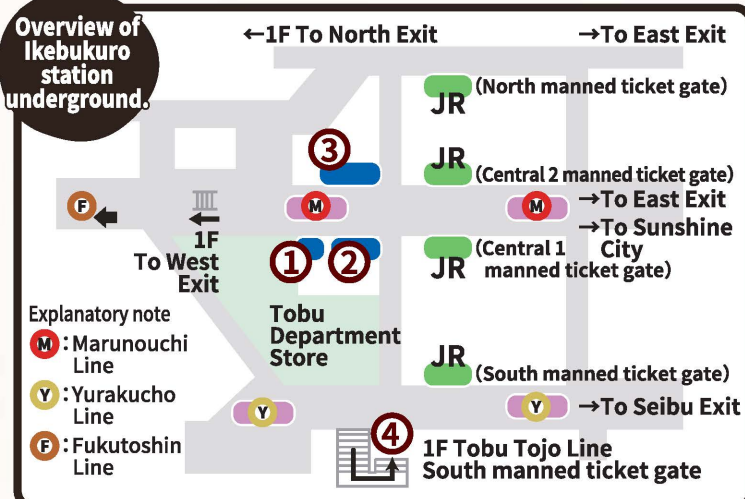 Overview of
Ikebukuro
station
underground.
←1F To North Exit
→To East Exit
JR (North manned ticket gate)
③
JR (Central 2 manned ticket gate)
F
M
M
→To East Exit
→To Sunshine
City
1F
To West
Exit
①
②
JR (Central 1
manned ticket gate)
Tobu
Department
Store
Explanatory note
M:Marunouchi
Line
Y:Yurakucho
Line
F:Fukutoshin
Line
JR (South manned ticket gate)
Y
Y
→To Seibu Exit
④
1F Tobu Tojo Line
South manned ticket gate